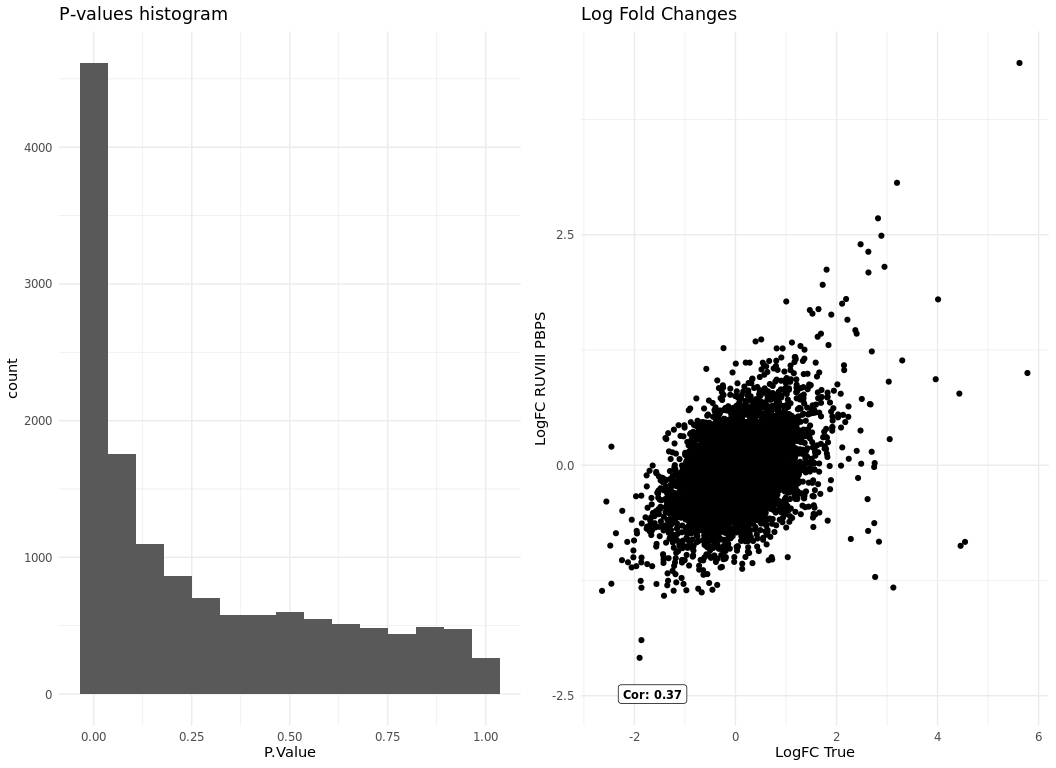 P-values histogram
count
4000
3000
2000
1000
0
0.00 0.25 0.50 0.75 1.00
P.Value
Log Fold Changes
LogFC RUVIII PBPS
2.5
0.0
-2.5
Cor: 0.37
-2 0 2 4 6
LogFC True